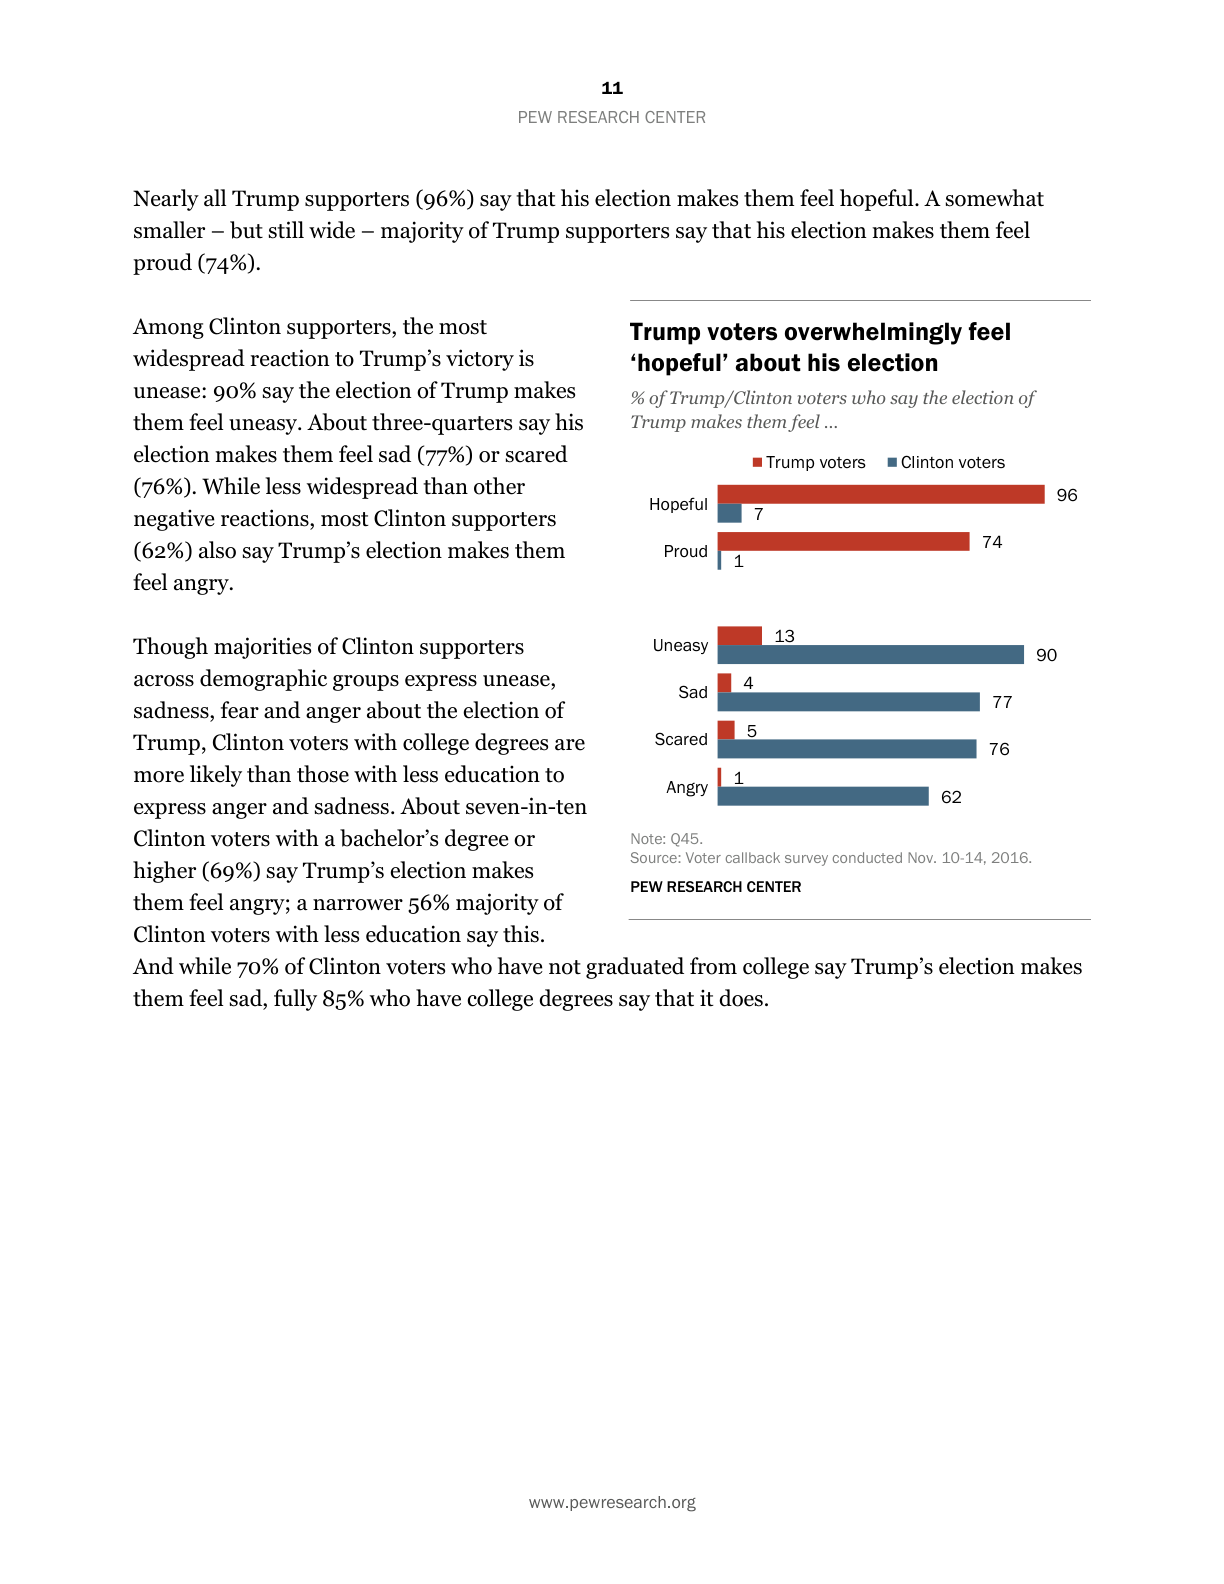 11
PEW RESEARCH CENTER
Nearly all Trump supporters (96%) say that his election makes them feel hopeful. A somewhat
smaller – but still wide – majority of Trump supporters say that his election makes them feel
proud (74%).
Among Clinton supporters, the most
widespread reaction to Trump’s victory is
unease: 90% say the election of Trump makes
them feel uneasy. About three-quarters say his
election makes them feel sad (77%) or scared
(76%). While less widespread than other
negative reactions, most Clinton supporters
(62%) also say Trump’s election makes them
feel angry.
Though majorities of Clinton supporters
across demographic groups express unease,
sadness, fear and anger about the election of
Trump, Clinton voters with college degrees are
more likely than those with less education to
express anger and sadness. About seven-in-ten
Clinton voters with a bachelor’s degree or
higher (69%) say Trump’s election makes
them feel angry; a narrower 56% majority of
Clinton voters with less education say this.
And while 70% of Clinton voters who have not graduated from college say Trump’s election makes
them feel sad, fully 85% who have college degrees say that it does.
Trump voters overwhelmingly feel
‘hopeful’ about his election
% of Trump/Clinton voters who say the election of
Trump makes them feel ...
Trump voters Clinton voters
Hopeful 96
7
Proud 74
1
Uneasy 13
90
Sad 4
77
Scared 5
76
Angry 1
62
Note: Q45.
Source: Voter callback survey conducted Nov. 10-14, 2016.
PEW RESEARCH CENTER
www.pewresearch.org